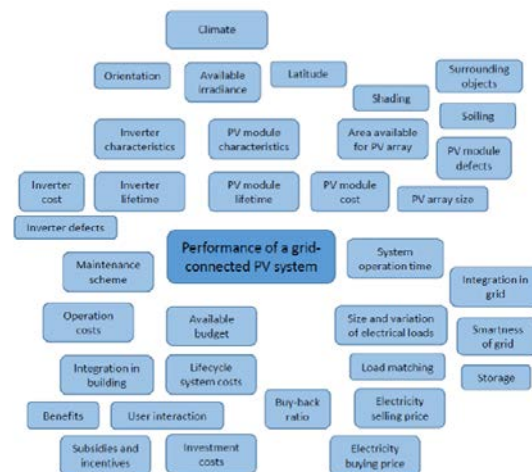 Climate
Orientation
Available
irradiance
Latitude
Surrounding
objects
Shading
Soiling
Inverter
characteristics
PV module
characteristics
Area available
for PV array
PV module
defects
Inverter
cost
Inverter
lifetime
PV module
lifetime
PV module
cost
PV array size
Inverter defects
Performance of a grid-
connected PV system
System
operation time
Maintenance
scheme
Integration in
grid
Operation
costs
Available
budget
Size and variation
of electrical loads
Smartness
of grid
Integration in
building
Lifecycle
system costs
Load matching
Storage
Benefits
User interaction
Buy-back
ratio
Electricity
selling price
Subsidies and
incentives
Investment
costs
Electricity
buying price